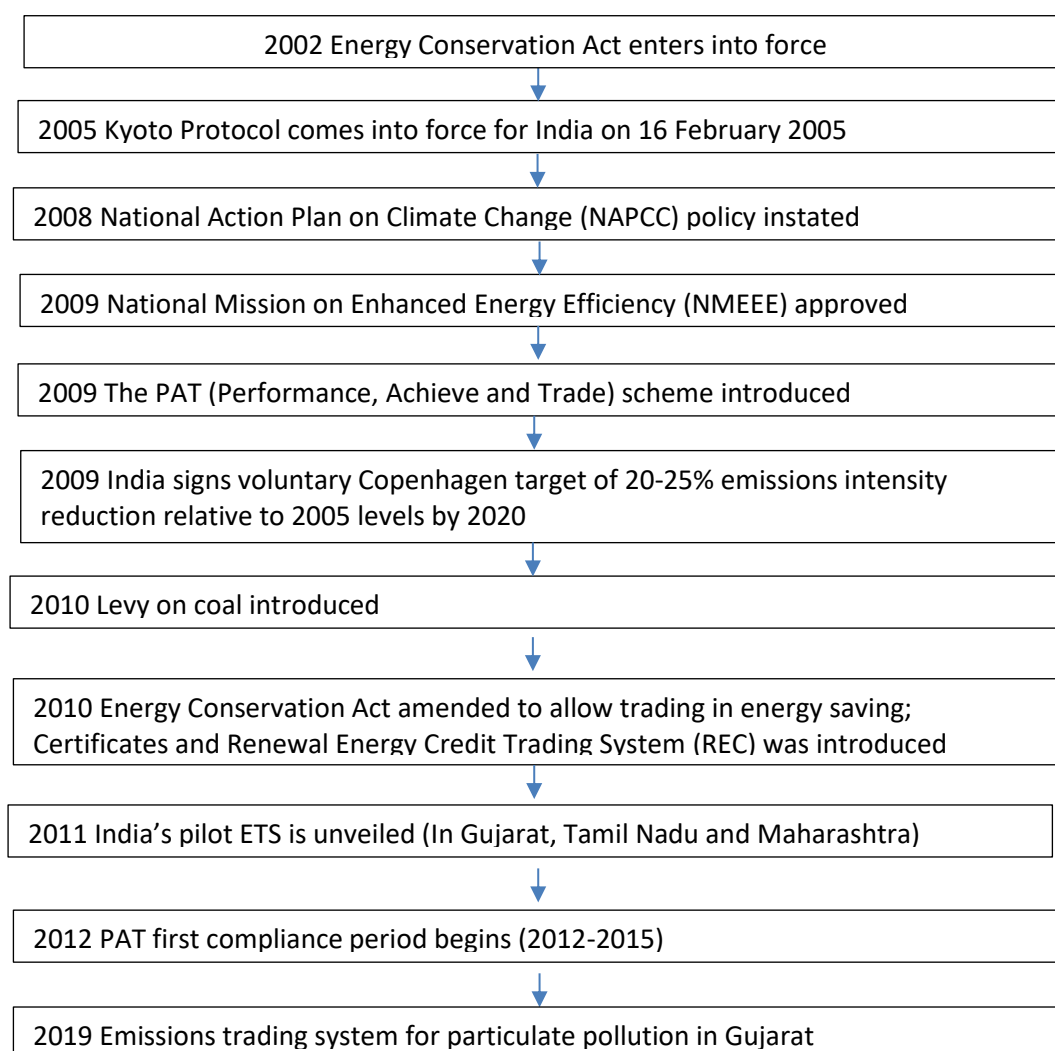 2002 Energy Conservation Act enters into force
2005 Kyoto Protocol comes into force for India on 16 February 2005
2008 National Action Plan on Climate Change (NAPCC) policy instated
2009 National Mission on Enhanced Energy Efficiency (NMEEE) approved
2009 The PAT (Performance, Achieve and Trade) scheme introduced
2009 India signs voluntary Copenhagen target of 20-25% emissions intensity
reduction relative to 2005 levels by 2020
2010 Levy on coal introduced
2010 Energy Conservation Act amended to allow trading in energy saving;
Certificates and Renewal Energy Credit Trading System (REC) was introduced
2011 India’s pilot ETS is unveiled (In Gujarat, Tamil Nadu and Maharashtra)
2012 PAT first compliance period begins (2012-2015)
2019 Emissions trading system for particulate pollution in Gujarat